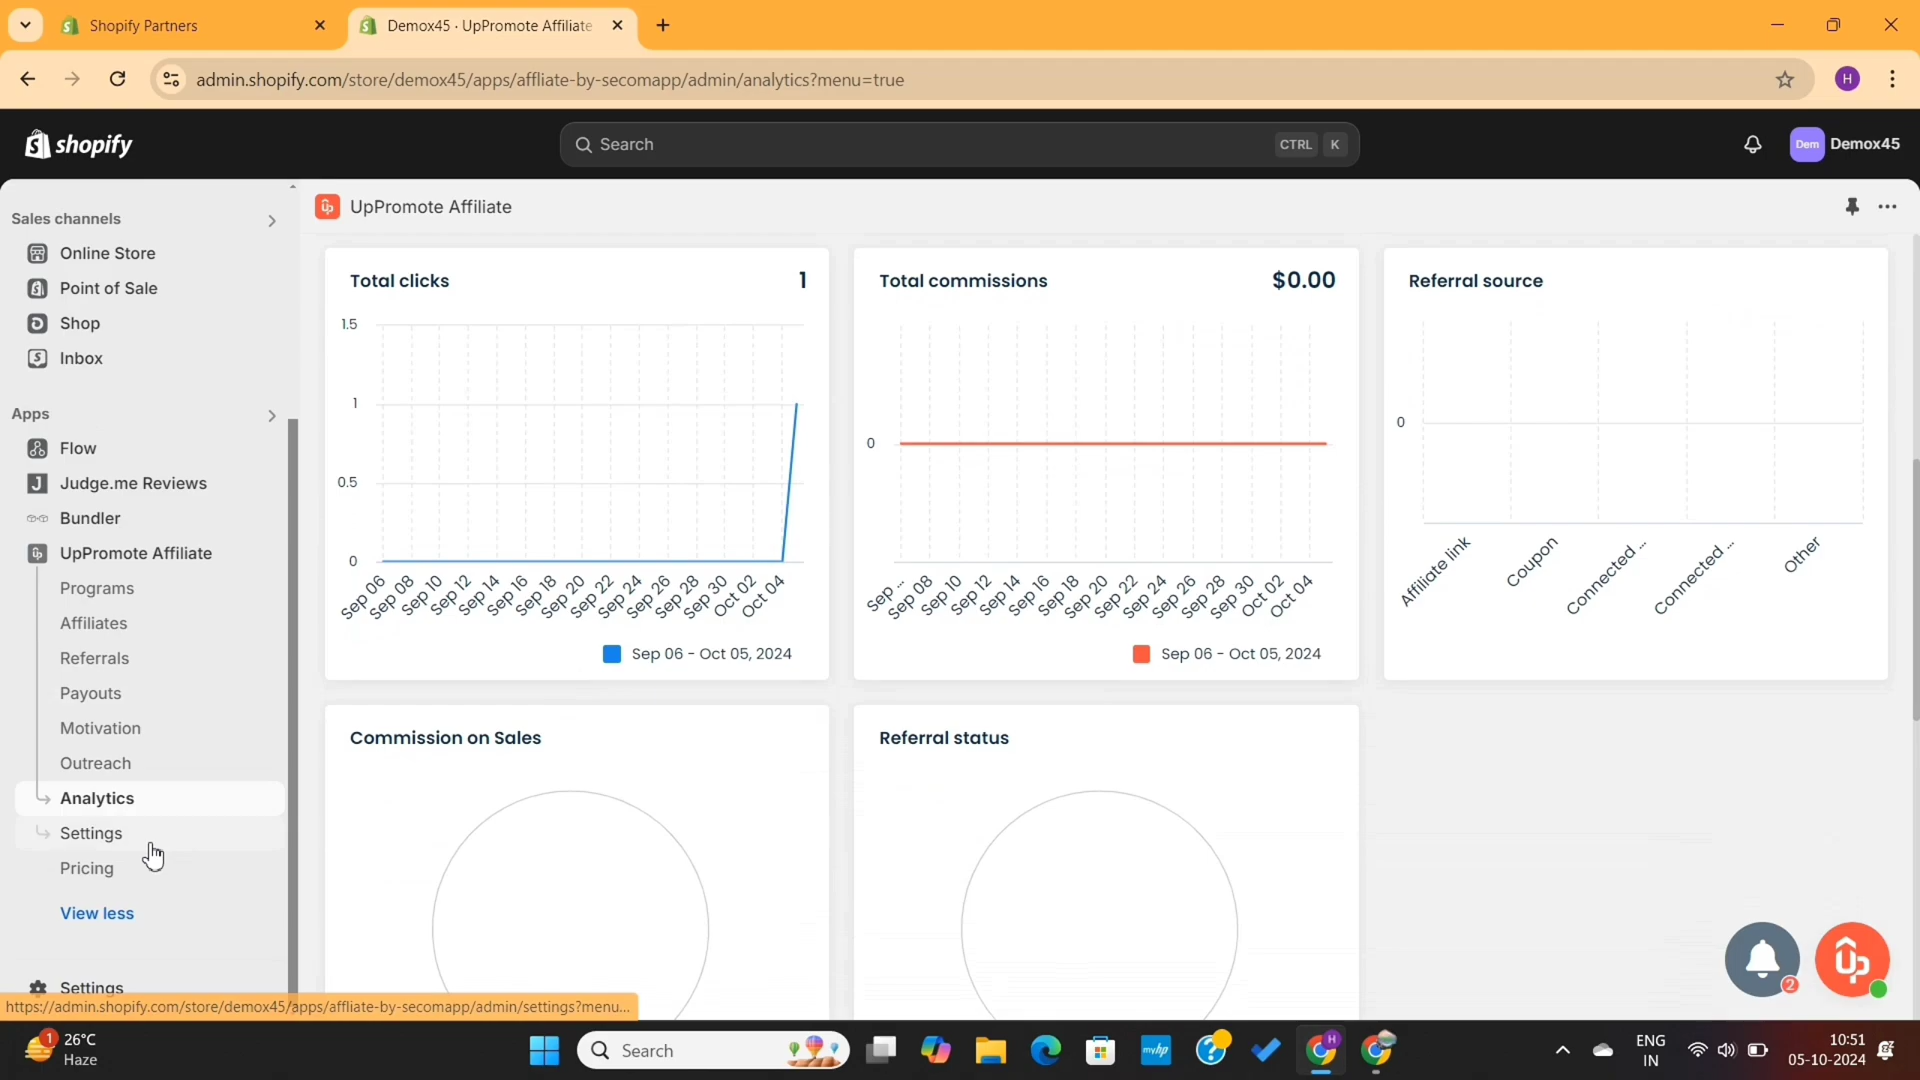 Shopify Partners
Demox45 · UpPromote Affiliate
admin.shopify.com/store/demox45/apps/affliate-by-secomapp/admin/analytics?menu=true
H
shopify
Search
CTRL K
Dem
Demox45
Sales channels
Online Store
Point of Sale
Shop
Inbox
Apps
Flow
Judge.me Reviews
Bundler
UpPromote Affiliate
Programs
Affiliates
Referrals
Payouts
Motivation
Outreach
Analytics
Settings
Pricing
View less
Settings
https://admin.shopify.com/store/demox45/apps/affliate-by-secomapp/admin/settings?menu...
UpPromote Affiliate
Total clicks
1
1.5
1
0.5
0
Sep 06
Sep 08
Sep 10
Sep 12
Sep 14
Sep 16
Sep 18
Sep 20
Sep 22
Sep 24
Sep 26
Sep 28
Sep 30
Oct 02
Oct 04
Sep 06 - Oct 05, 2024
Total commissions
$0.00
0
Sep ...
Sep 08
Sep 10
Sep 12
Sep 14
Sep 16
Sep 18
Sep 20
Sep 22
Sep 24
Sep 26
Sep 28
Sep 30
Oct 02
Oct 04
Sep 06 - Oct 05, 2024
Referral source
0
Affiliate link
Coupon
Connected ...
Connected ...
Other
Commission on Sales
Referral status
2
1
26°C
Haze
Search
myhp
H
ENG
IN
10:51
05-10-2024